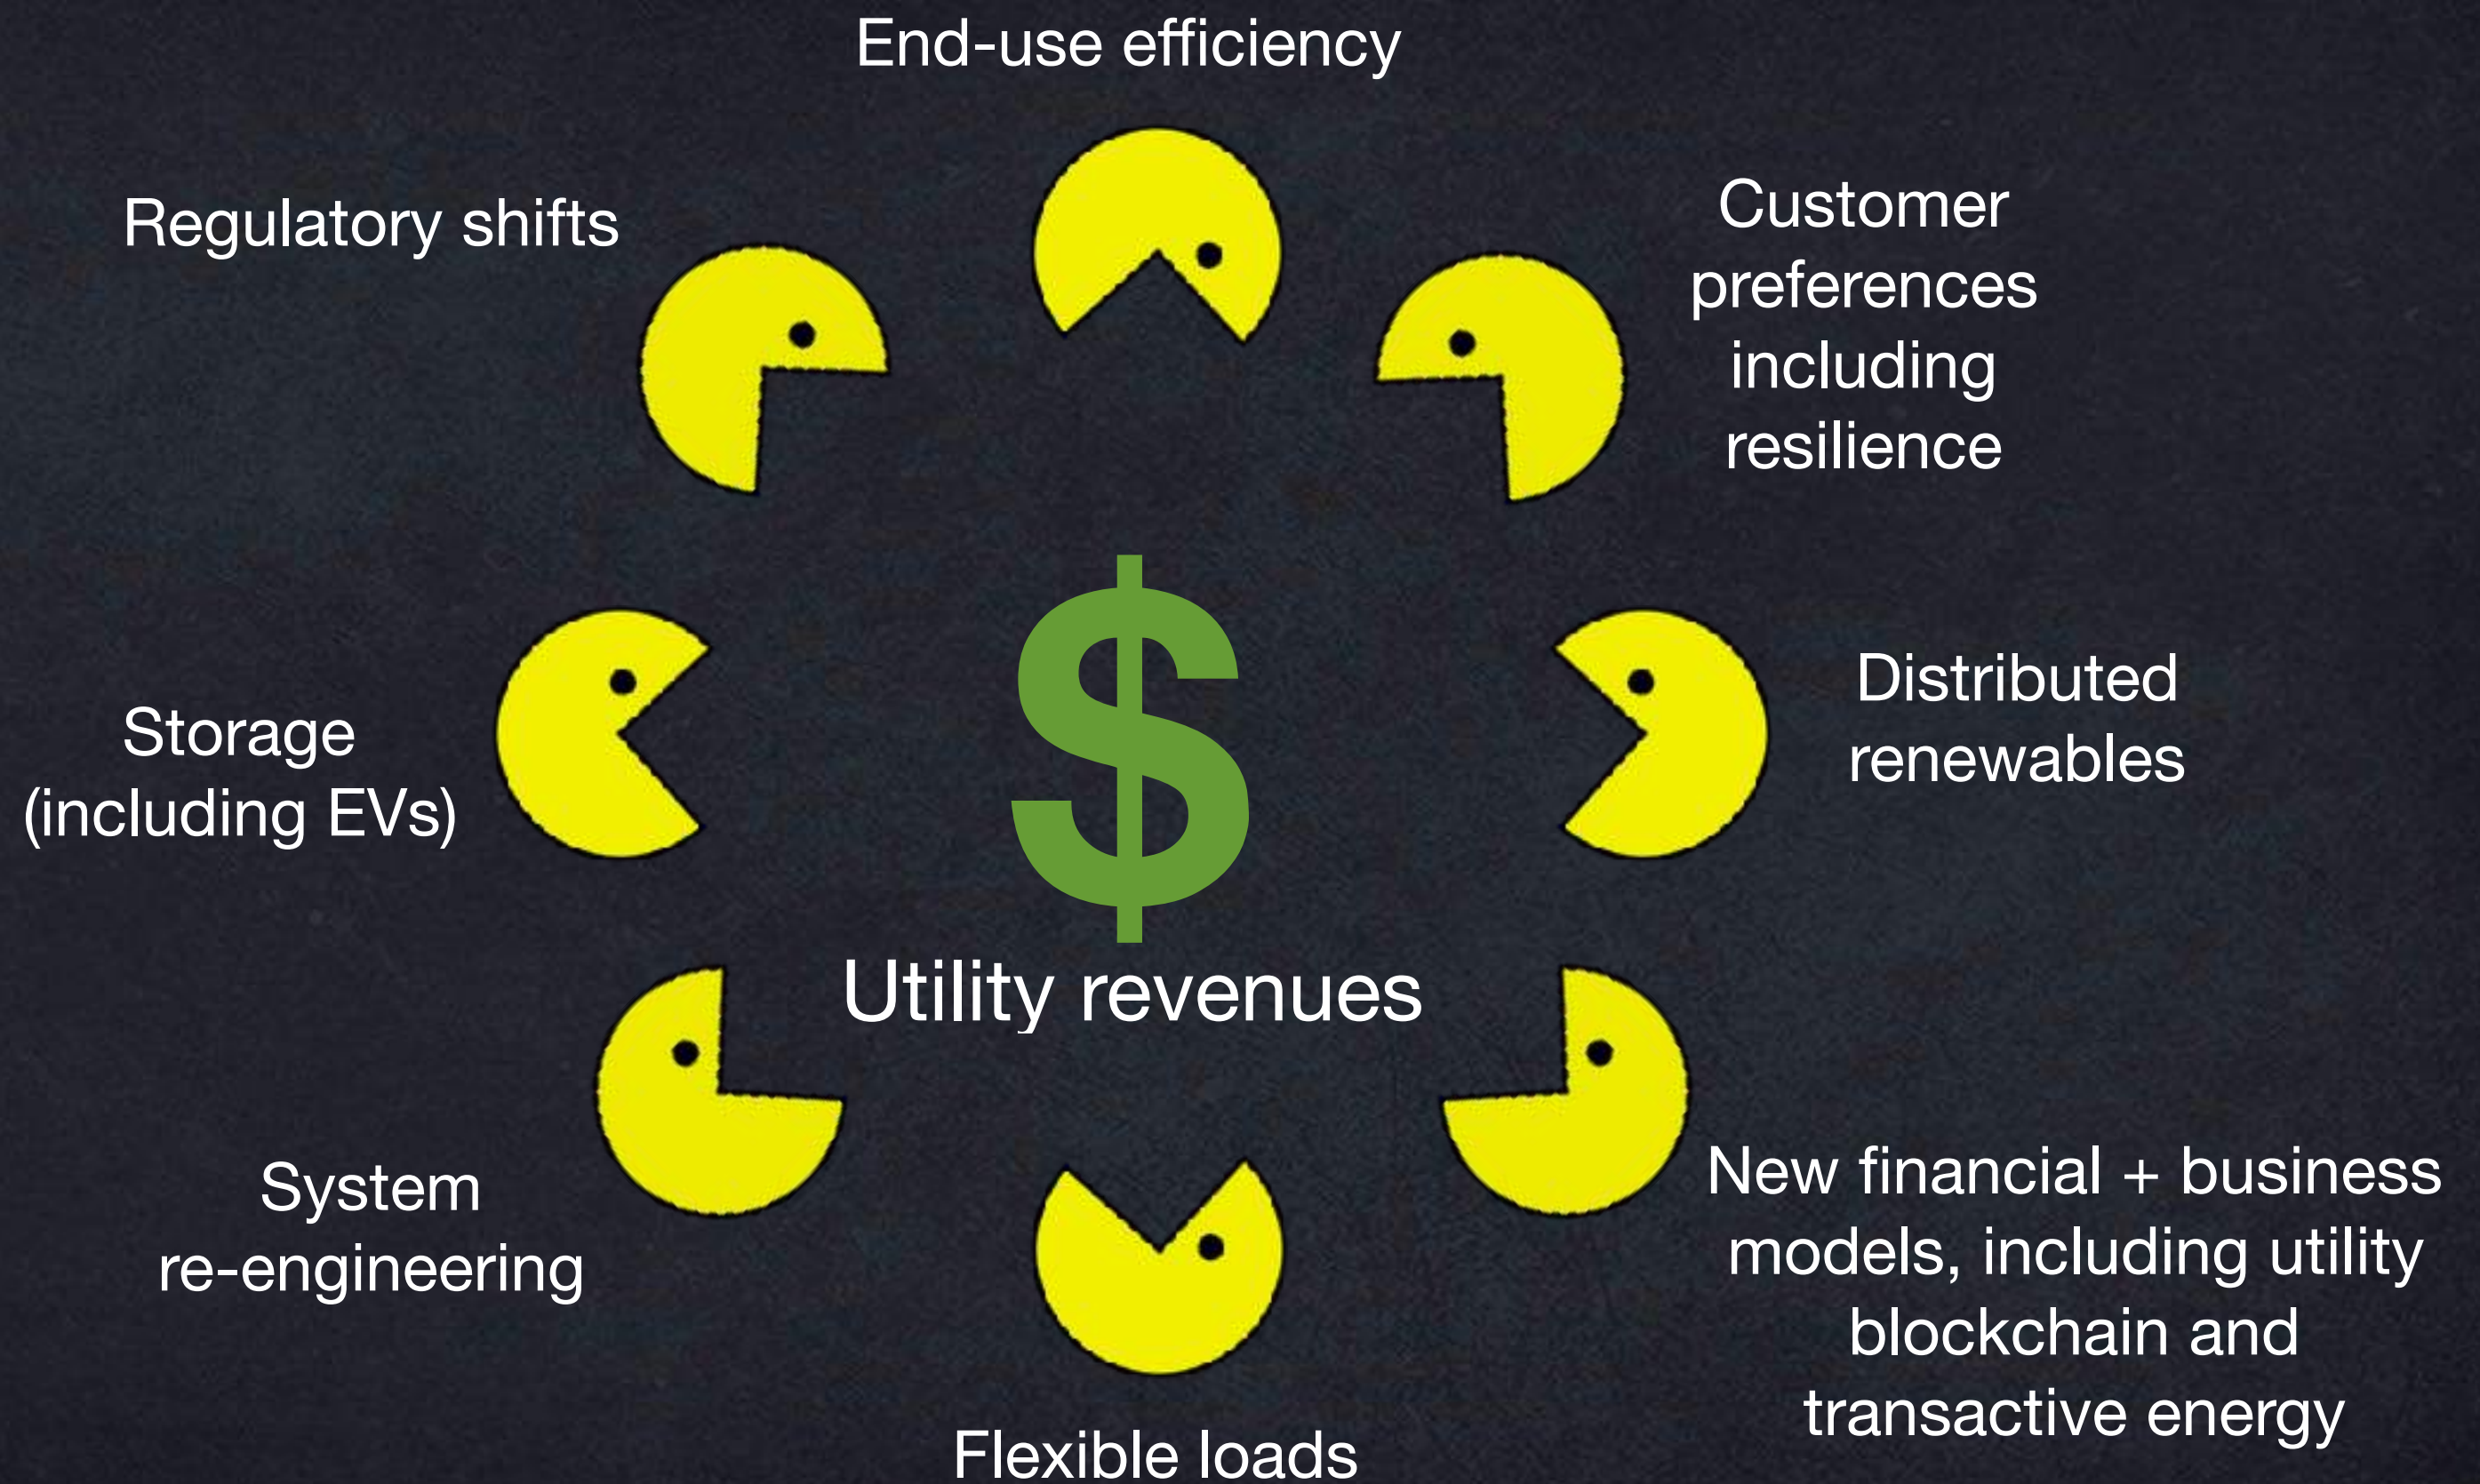 End-use efficiency
Regulatory shifts
Customer
preferences
including
resilience
Storage
(including EVs)
$
Utility revenues
Distributed
renewables
System
re-engineering
New financial + business
models, including utility
blockchain and
transactive energy
Flexible loads